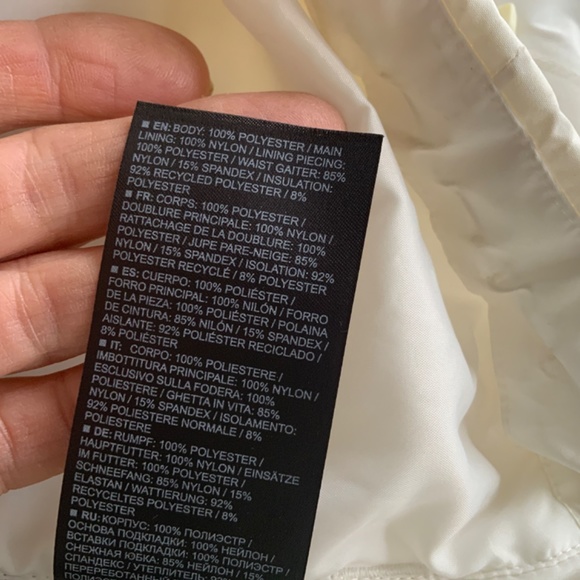 ■ EN: BODY: 100% POLYESTER / MAIN
LINING: 100% NYLON / LINING PIECING:
100% POLYESTER / WAIST GAITER: 85%
NYLON / 15% SPANDEX / INSULATION:
92% RECYCLED POLYESTER / 8%
POLYESTER
■ FR: CORPS: 100% POLYESTER /
DOUBLURE PRINCIPALE: 100% NYLON /
RATTACHAGE DE LA DOUBLURE: 100%
POLYESTER / JUPE PARE-NEIGE: 85%
NYLON / 15% SPANDEX / ISOLATION: 92%
POLYESTER RECYCLÉ / 8% POLYESTER
■ ES: CUERPO: 100% POLIÉSTER /
FORRO PRINCIPAL: 100% NILÓN / FORRO
DE LA PIEZA: 100% POLIÉSTER / POLAINA
DE CINTURA: 85% NILÓN / 15% SPANDEX /
AISLANTE: 92% POLIÉSTER RECICLADO /
8% POLIÉSTER
■ IT: CORPO: 100% POLIESTERE /
IMBOTTITURA PRINCIPALE: 100% NYLON /
ESCLUSIVO SULLA FODERA: 100%
POLIESTERE / GHETTA IN VITA: 85%
NYLON / 15% SPANDEX / ISOLAMENTO:
92% POLIESTERE NORMALE / 8%
POLIESTERE
■ DE: RUMPF: 100% POLYESTER /
HAUPTFUTTER: 100% NYLON / EINSÄTZE
IM FUTTER: 100% POLYESTER /
SCHNEEFANG: 85% NYLON / 15%
ELASTAN / WATTIERUNG: 92%
RECYCELTES POLYESTER / 8%
POLYESTER
■ RU: КОРПУС: 100% ПОЛИЭСТР /
ОСНОВА ПОДКЛАДКИ: 100% НЕЙЛОН /
ВСТАВКИ ПОДКЛАДКИ: 100% ПОЛИЭСТР /
СНЕЖНАЯ ЮБКА: 85% НЕЙЛОН / 15%
СПАНДЕКС / УТЕПЛИТЕЛЬ: 92%